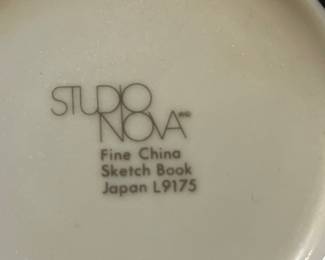 STUDIO
NOVA
Fine China
Sketch Book
Japan L9175